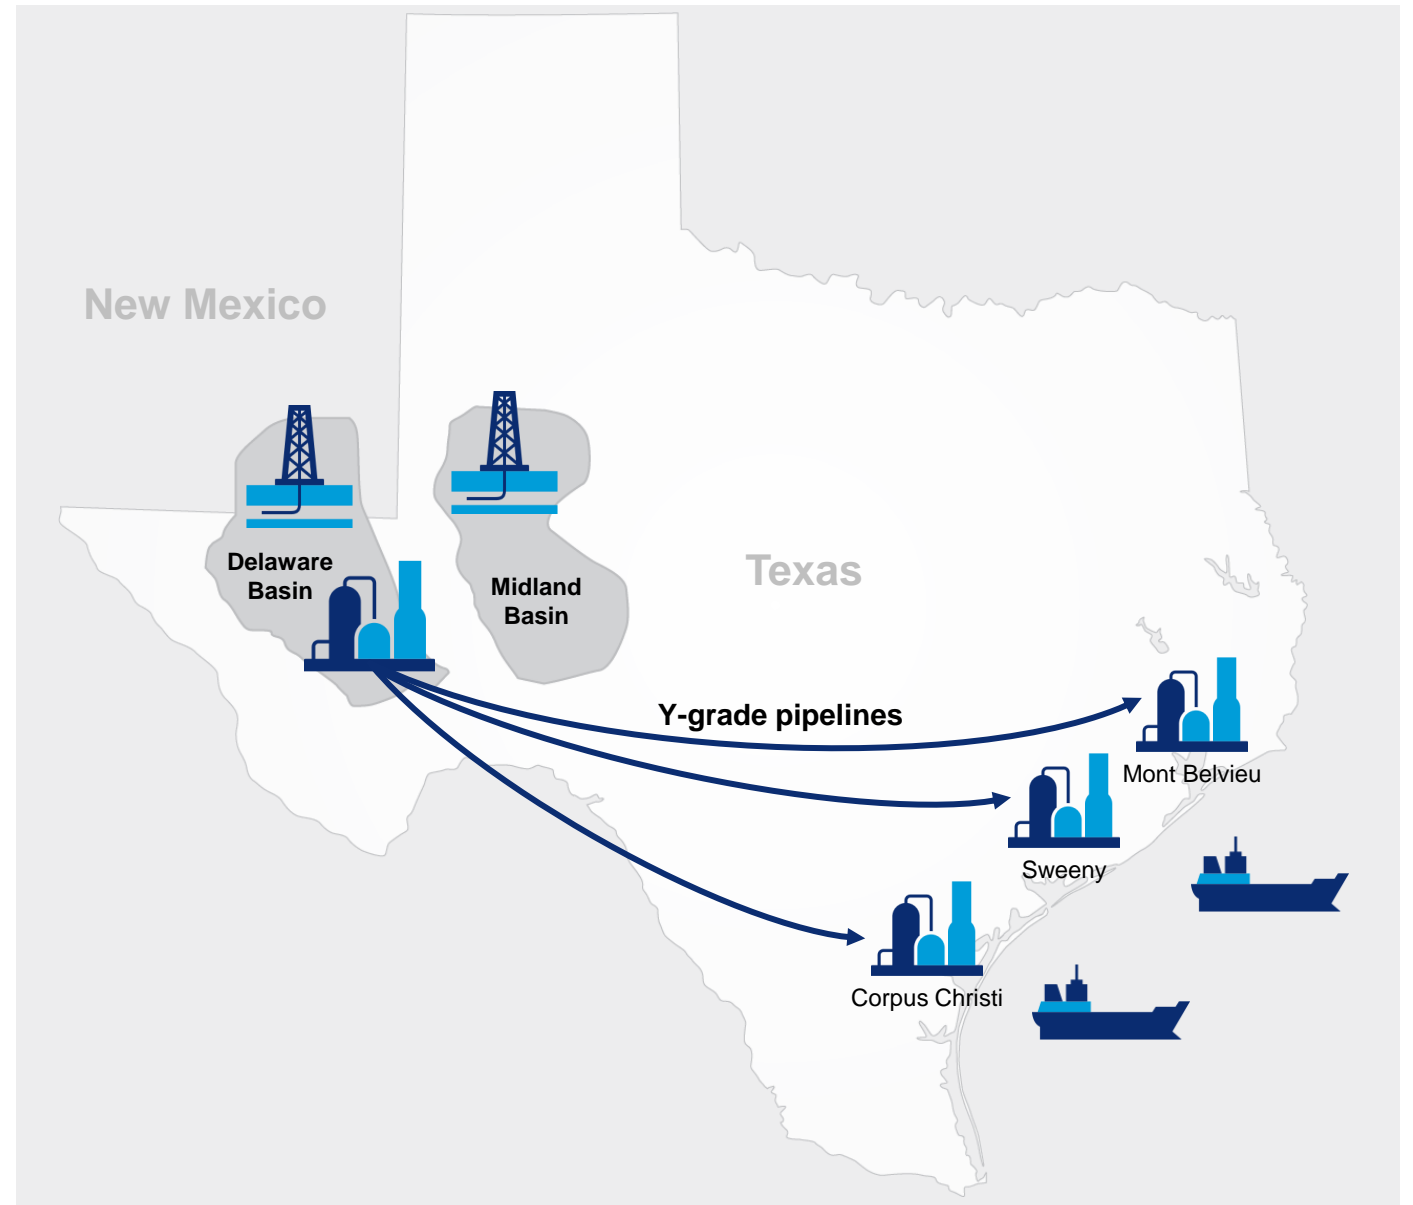 New Mexico
Delaware
Basin
Midland
Basin
Texas
Y-grade pipelines
Mont Belvieu
Sweeny
Corpus Christi